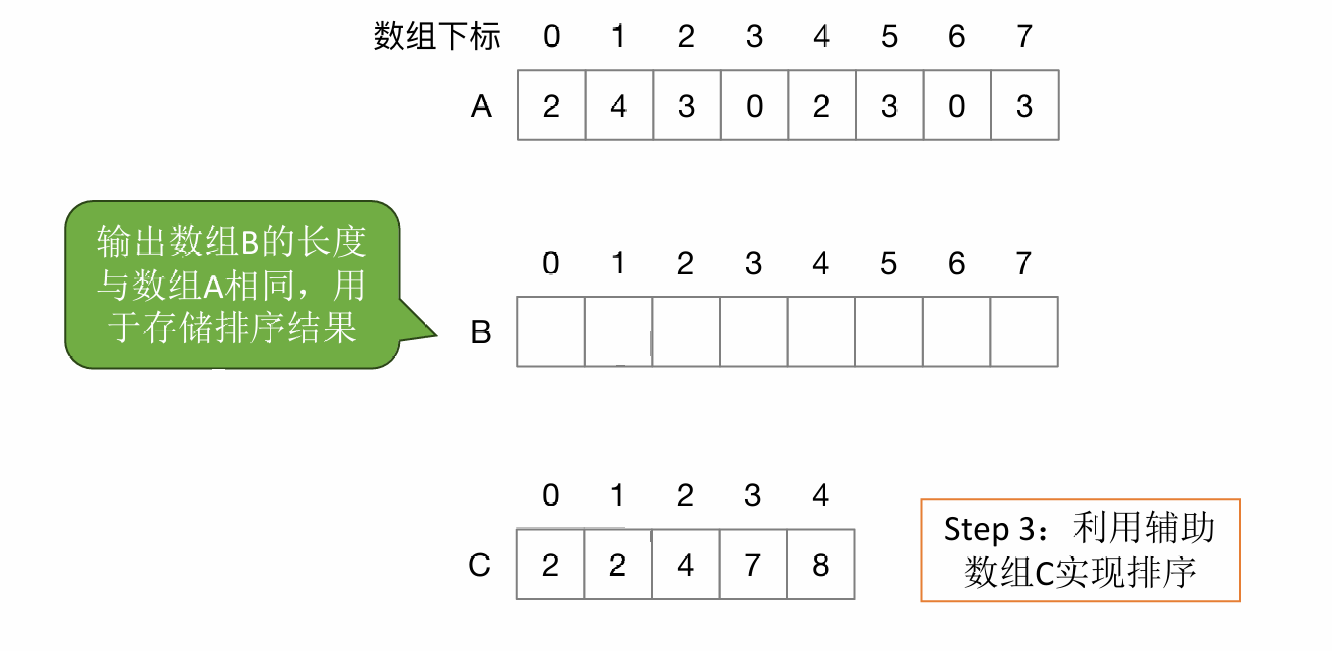 数组下标 0 1 2 3 4 5 6 7
A 2 4 3 0 2 3 0 3
输出数组B的长度
与数组A相同，用
于存储排序结果
0 1 2 3 4 5 6 7
B
0 1 2 3 4
C 2 2 4 7 8
Step 3：利用辅助
数组C实现排序